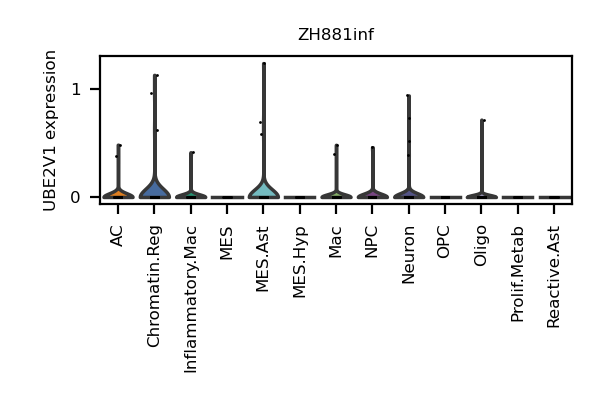 ZH881inf
UBE2V1 expression
1
0
AC
Chromatin.Reg
Inflammatory.Mac
MES
MES.Ast
MES.Hyp
Mac
NPC
Neuron
OPC
Oligo
Prolif.Metab
Reactive.Ast